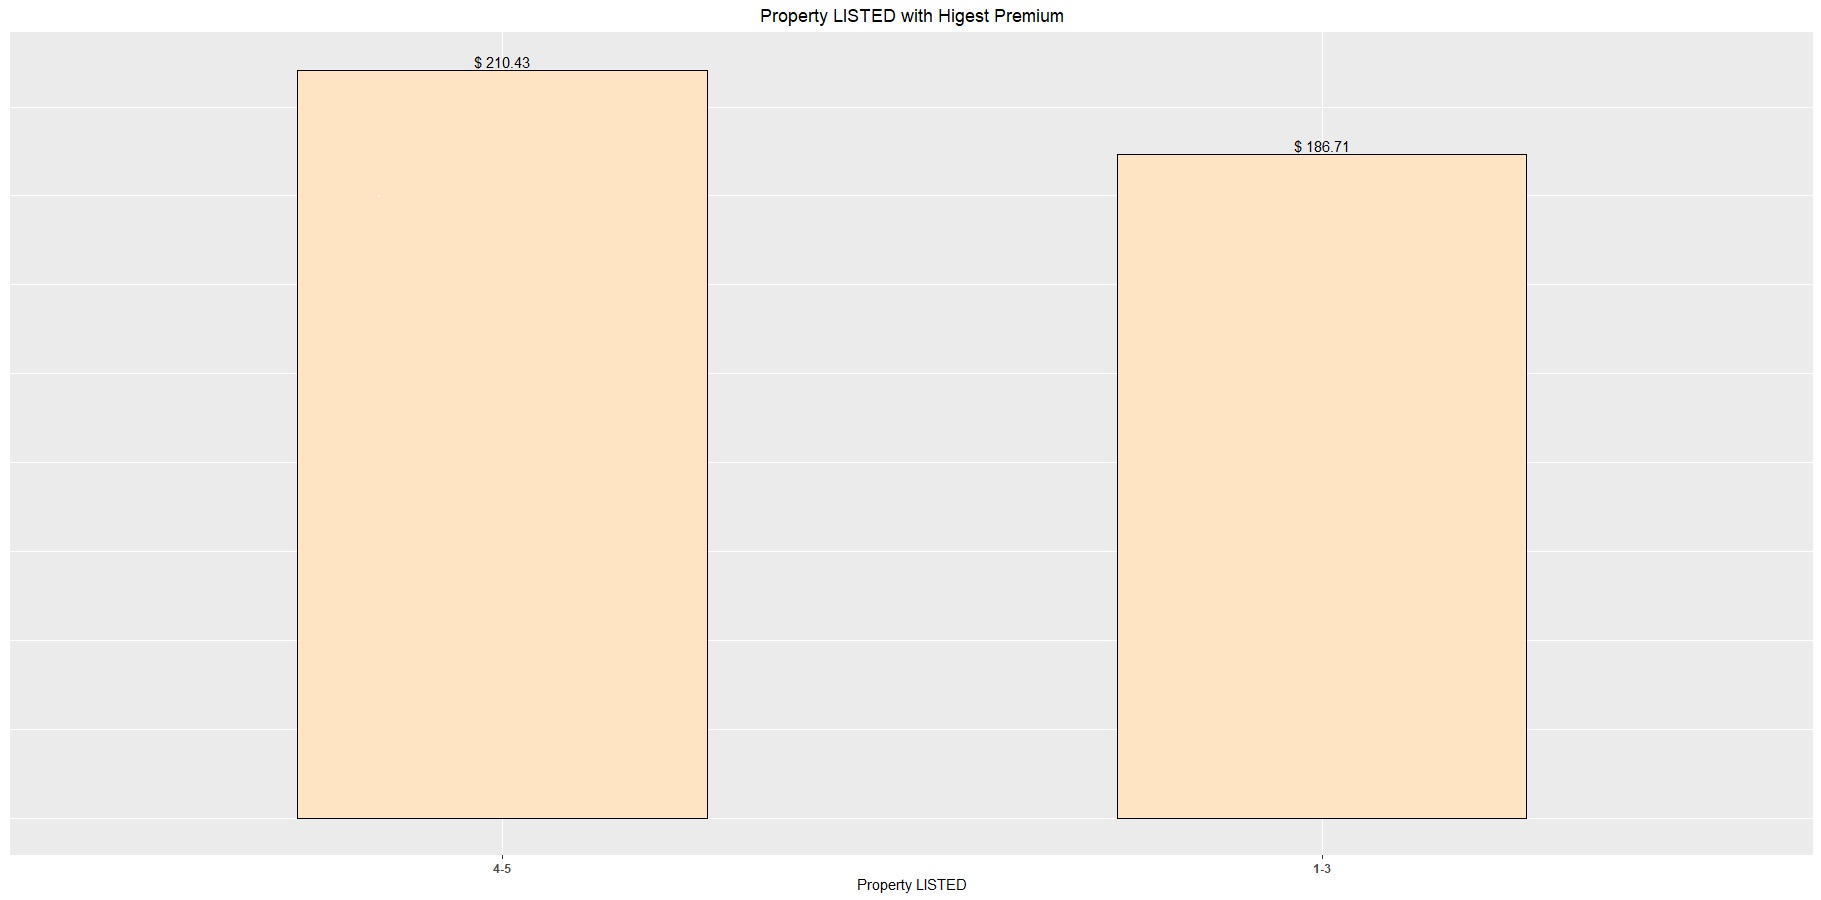 Property LISTED with Higest Premium
$ 210.43
$ 186.71
4-5
1-3
Property LISTED